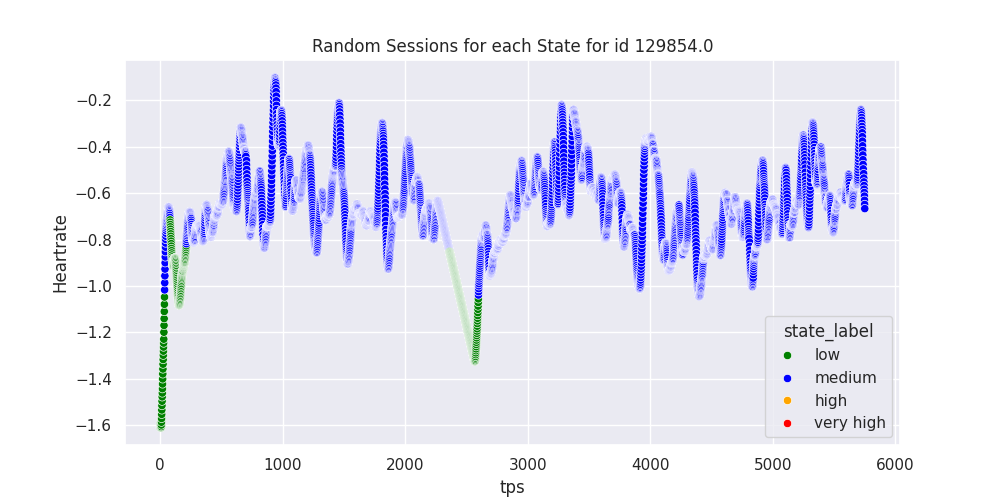 Random Sessions for each State for id 129854.0
Heartrate
−0.2
−0.4
−0.6
−0.8
−1.0
−1.2
−1.4
−1.6
state_label
low
medium
high
very high
0 1000 2000 3000 4000 5000 6000
tps